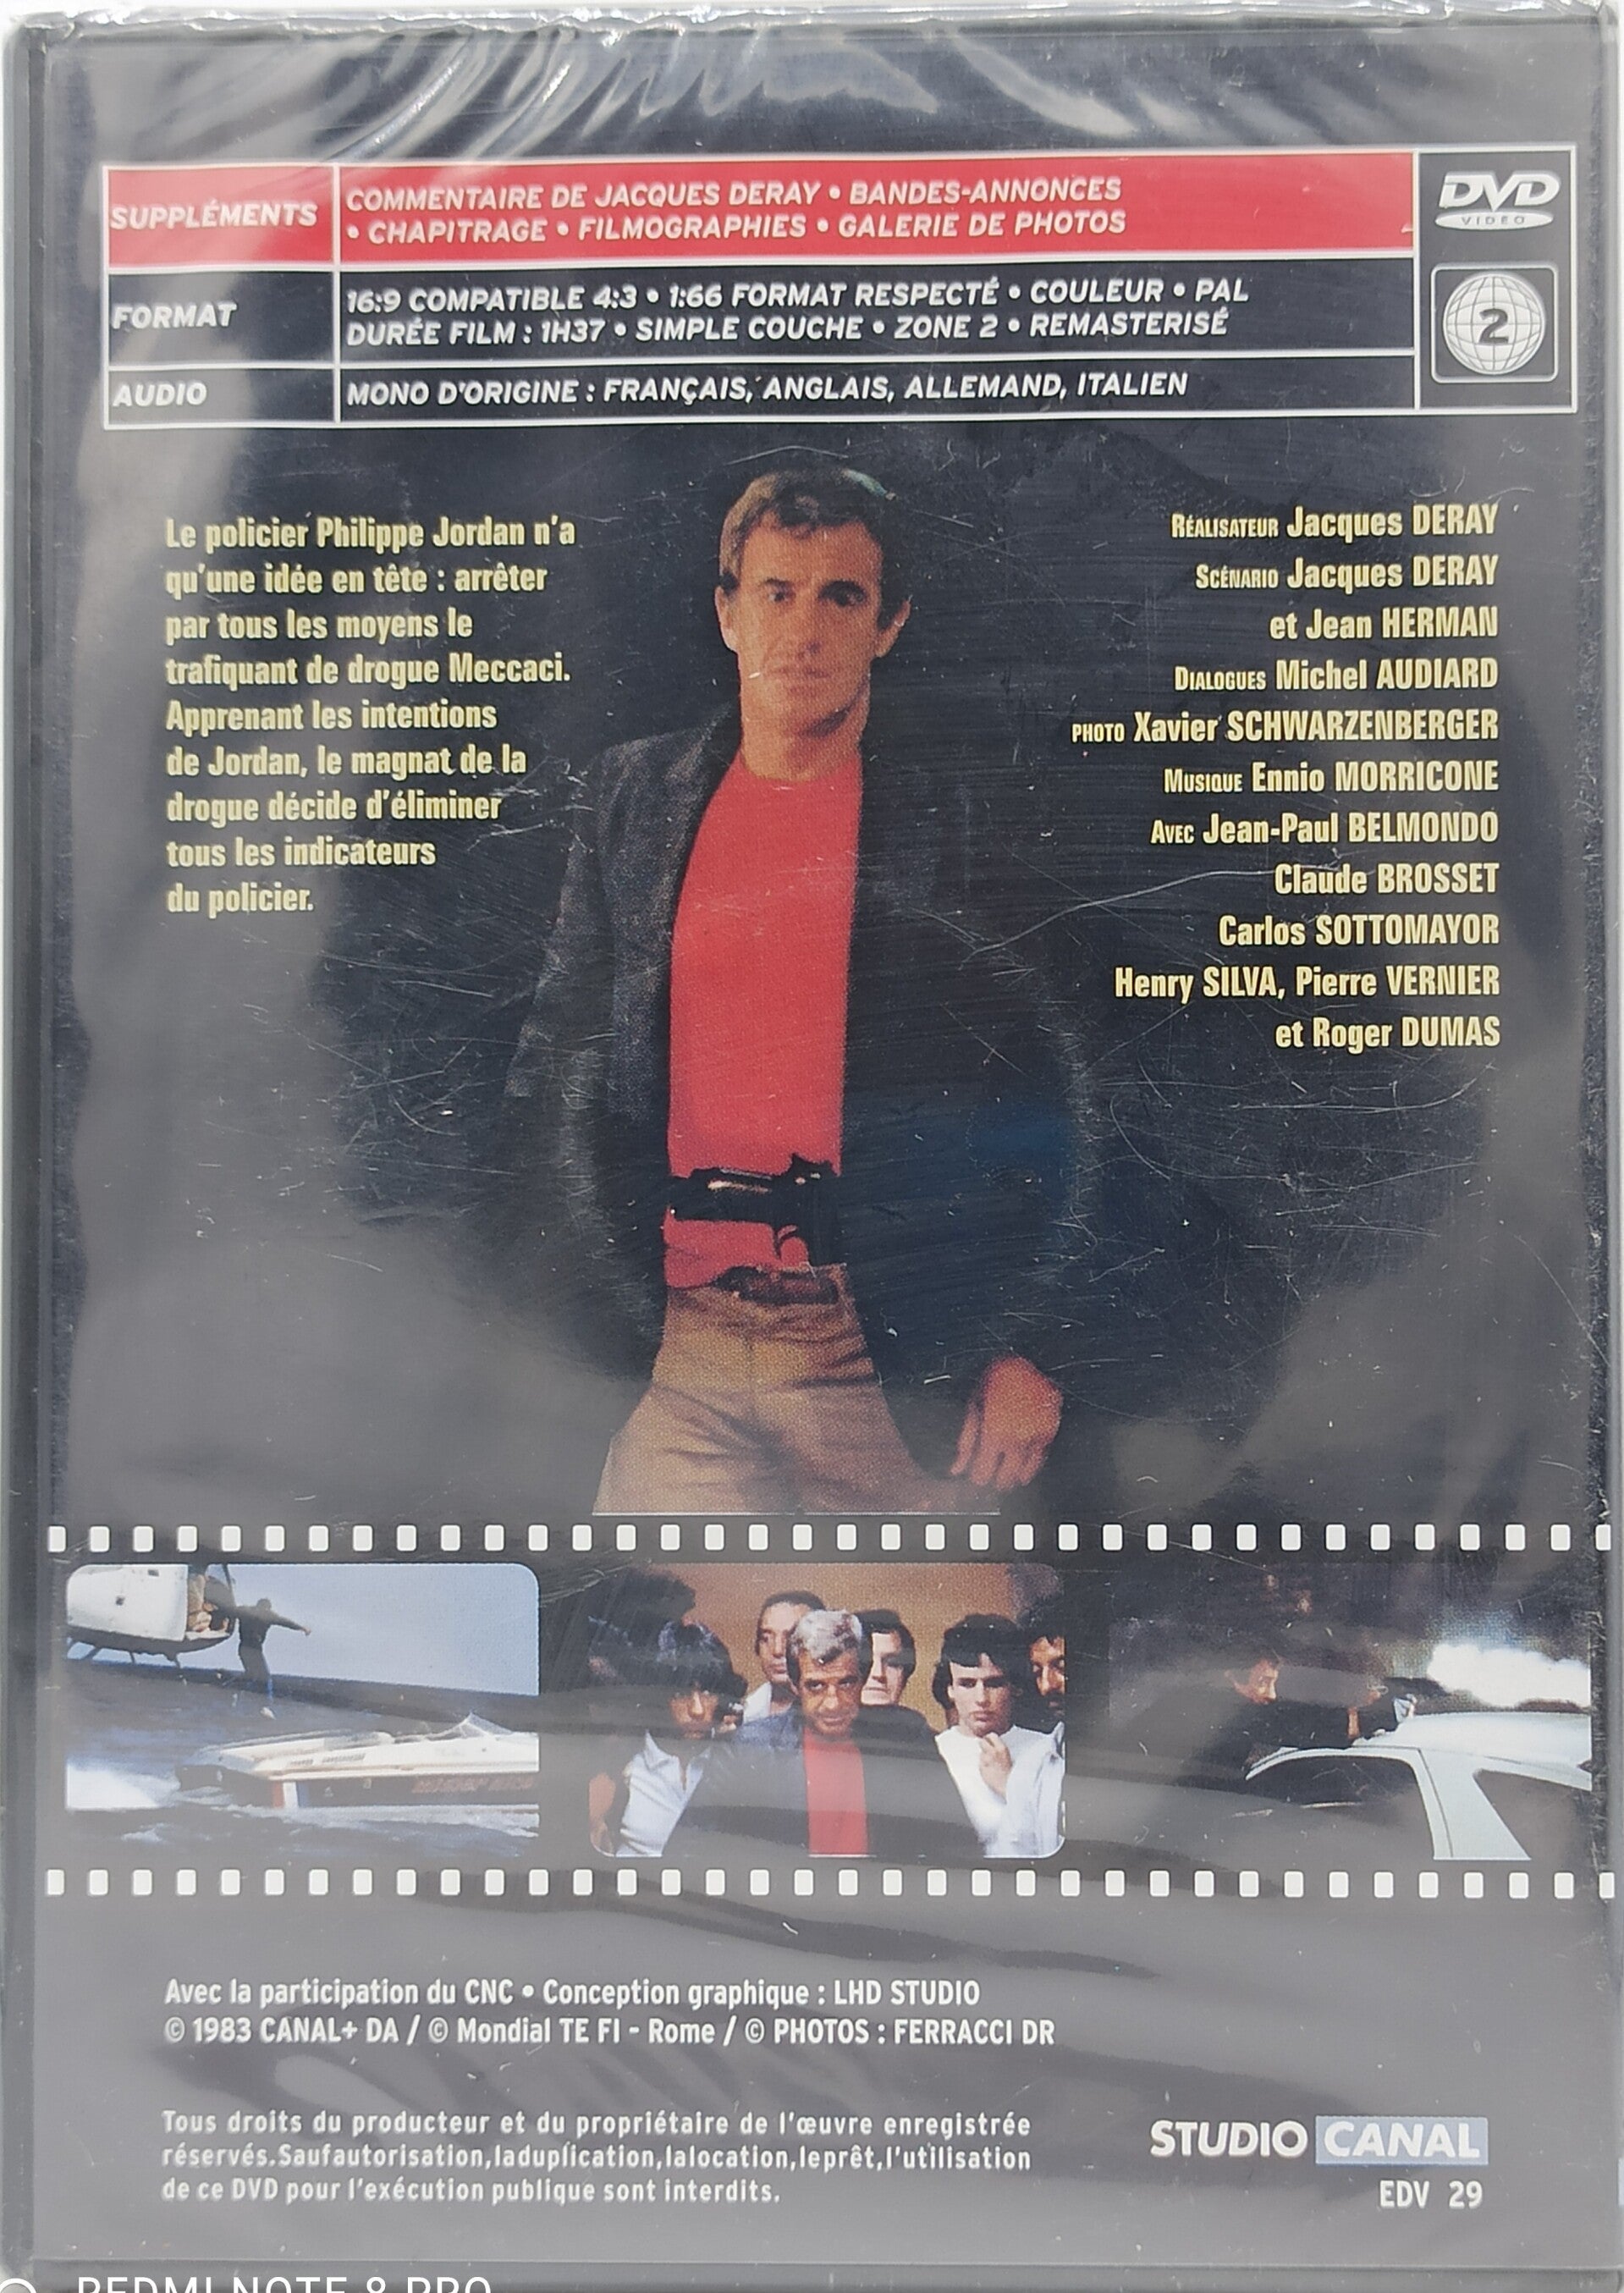 SUPPLÉMENTS
COMMENTAIRE DE JACQUES DERAY • BANDES-ANNONCES
• CHAPITRAGE • FILMOGRAPHIES • GALERIE DE PHOTOS
DVD
VIDEO
FORMAT
16:9 COMPATIBLE 4:3 • 1:66 FORMAT RESPECTÉ • COULEUR • PAL
DURÉE FILM : 1H37 • SIMPLE COUCHE • ZONE 2 • REMASTERISÉ
2
AUDIO
MONO D'ORIGINE : FRANÇAIS, ANGLAIS, ALLEMAND, ITALIEN
Le policier Philippe Jordan n'a
qu'une idée en tête : arrêter
par tous les moyens le
trafiquant de drogue Meccaci.
Apprenant les intentions
de Jordan, le magnat de la
drogue décide d'éliminer
tous les indicateurs
du policier.
RÉALISATEUR Jacques DERAY
SCÉNARIO Jacques DERAY
et Jean HERMAN
DIALOGUES Michel AUDIARD
PHOTO Xavier SCHWARZENBERGER
MUSIQUE Ennio MORRICONE
AVEC Jean-Paul BELMONDO
Claude BROSSET
Carlos SOTTOMAYOR
Henry SILVA, Pierre VERNIER
et Roger DUMAS
Avec la participation du CNC • Conception graphique : LHD STUDIO
© 1983 CANAL+ DA / © Mondial TE FI - Rome / © PHOTOS : FERRACCI DR
Tous droits du producteur et du propriétaire de l'œuvre enregistrée
réservés.Saufautorisation,laduplication,lalocation,leprêt,l'utilisation
de ce DVD pour l'exécution publique sont interdits.
STUDIO CANAL
EDV 29
REDMI NOTE 8 PRO